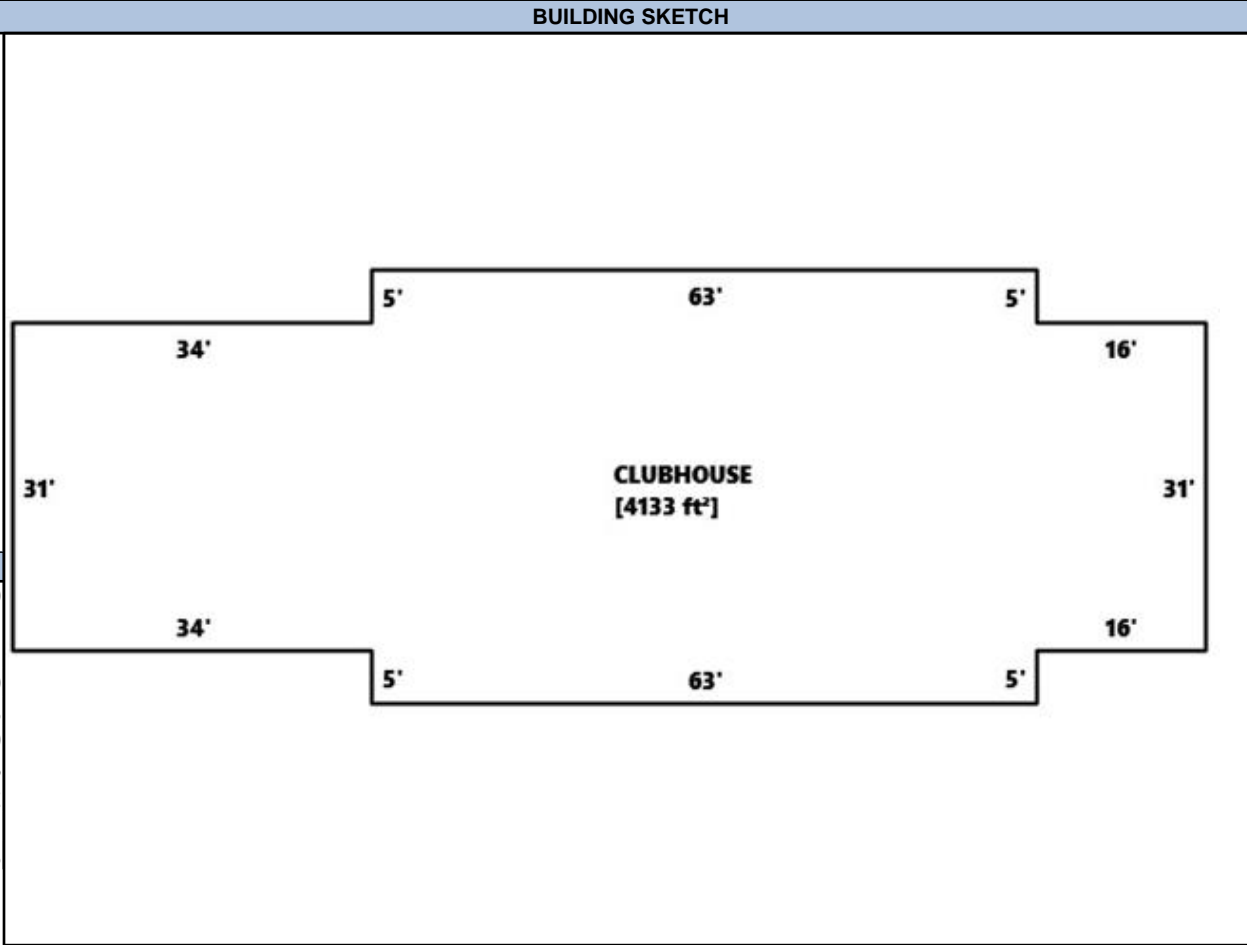 BUILDING SKETCH
5' 63' 5'
34' 16'
CLUBHOUSE
31' 31'
[4133 ft²]
34' 16'
5' 63' 5'